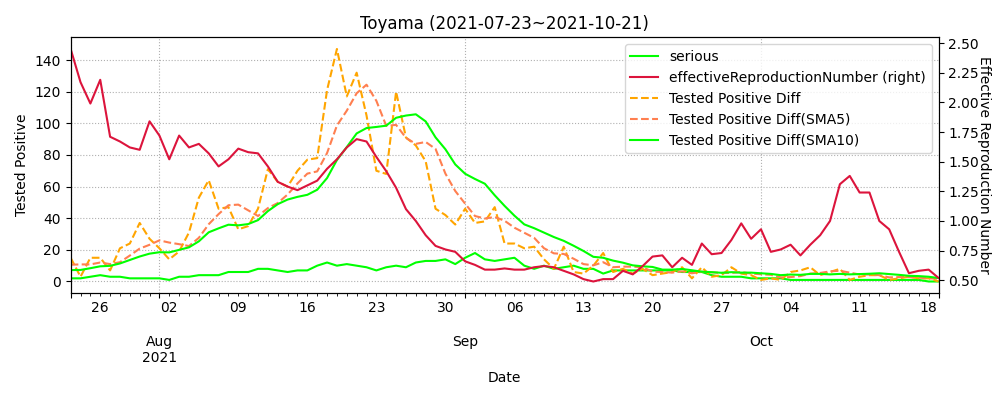 Toyama (2021-07-23~2021-10-21)
serious
effectiveReproductionNumber (right)
Tested Positive Diff
Tested Positive Diff(SMA5)
Tested Positive Diff(SMA10)
Tested Positive
140
120
100
80
60
40
20
0
2.50
2.25
2.00
1.75
1.50
1.25
1.00
0.75
0.50
Effective Reproduction Number
26 02 09 16 23 30 06 13 20 27 04 11 18
Aug Sep Oct
2021
Date